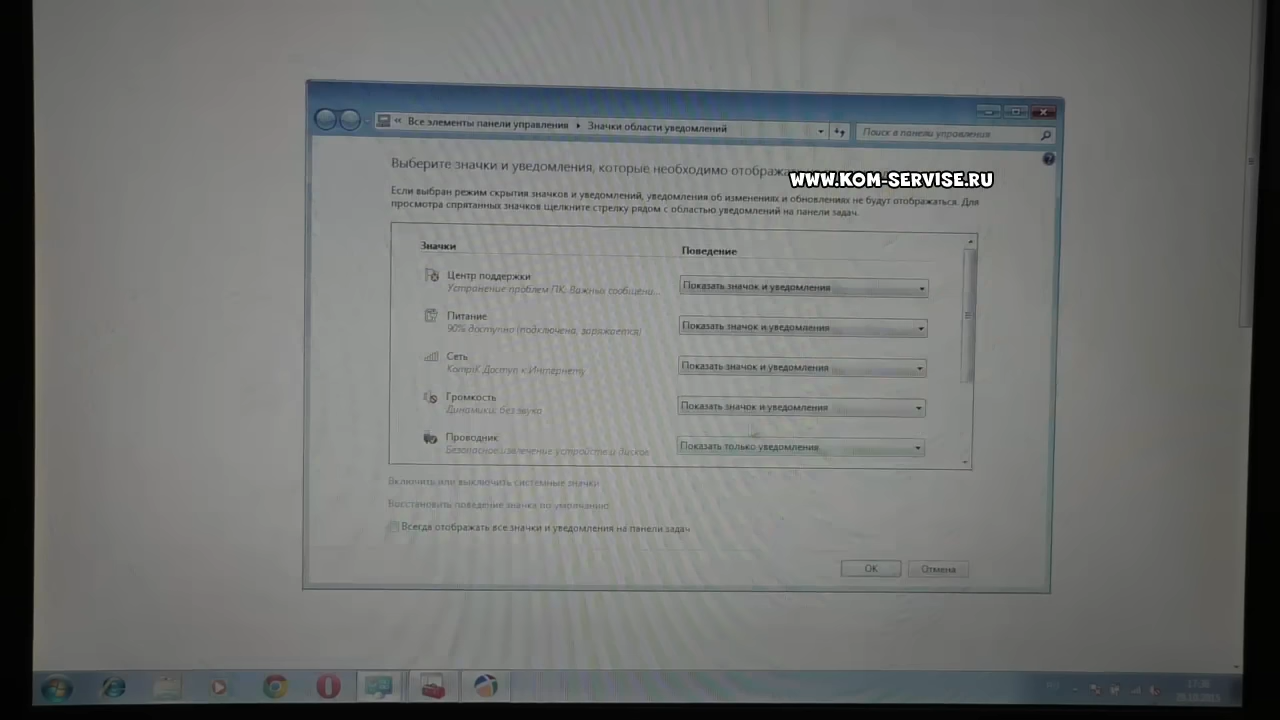 « Все элементы панели управления ▸ Значки области уведомлений
Поиск в панели управления
Выберите значки и уведомления, которые необходимо отобража
WWW.KOM-SERVISE.RU
Если выбран режим скрытия значков и уведомлений, уведомления об изменениях и обновлениях не будут отображаться. Для
просмотра спрятанных значков щелкните стрелку рядом с областью уведомлений на панели задач.
Значки
Поведение
Центр поддержки
Устранение проблем ПК: Важных сообщени...
Показать значок и уведомления
Питание
90% доступно (подключена, заряжается)
Показать значок и уведомления
Сеть
KompiK Доступ к Интернету
Показать значок и уведомления
Громкость
Динамики: без звука
Показать значок и уведомления
Проводник
Безопасное извлечение устройств и дисков
Показать только уведомления
Включить или выключить системные значки
Восстановить поведение значка по умолчанию
Всегда отображать все значки и уведомления на панели задач
OK
Отмена